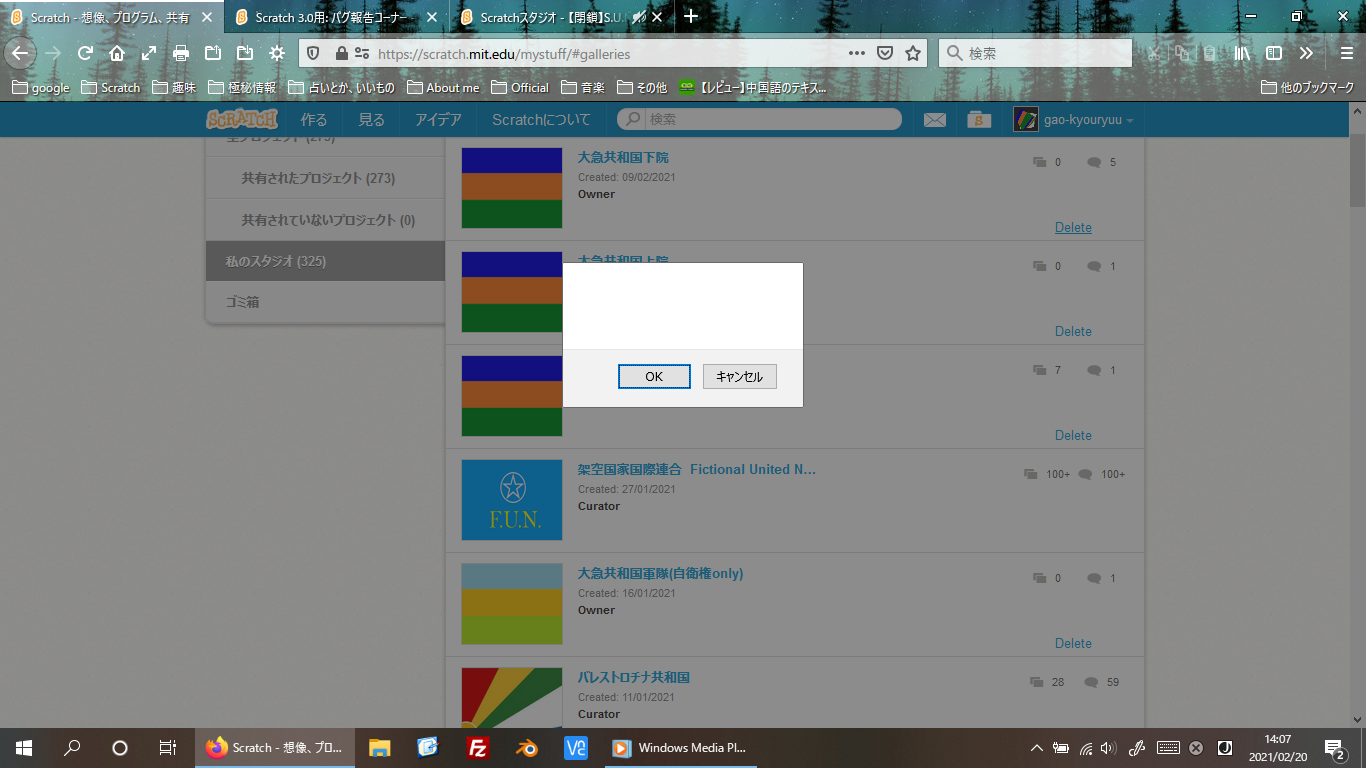 Scratch - 想像、プログラム、共有
Scratch 3.0用: バグ報告コーナー
Scratchスタジオ - 【閉鎖】S.U.
https://scratch.mit.edu/mystuff/#galleries
検索
google
Scratch
趣味
極秘情報
占いとか、いいもの
About me
Official
音楽
その他
【レビュー】中国語のテキス...
他のブックマーク
SCRATCH
作る
見る
アイデア
Scratchについて
検索
gao-kyouryuu
全プロジェクト (273)
共有されたプロジェクト (273)
共有されていないプロジェクト (0)
私のスタジオ (325)
ゴミ箱
大急共和国下院
Created: 09/02/2021
Owner
0
5
Delete
大急共和国上院
0
1
Delete
OK
キャンセル
7
1
Delete
F.U.N.
架空国家国際連合 Fictional United N...
Created: 27/01/2021
Curator
100+
100+
大急共和国軍隊(自衛権only)
Created: 16/01/2021
Owner
0
1
Delete
パレストロチナ共和国
Created: 11/01/2021
Curator
28
59
Scratch - 想像、プロ...
Windows Media Pl...
14:07
2021/02/20
2